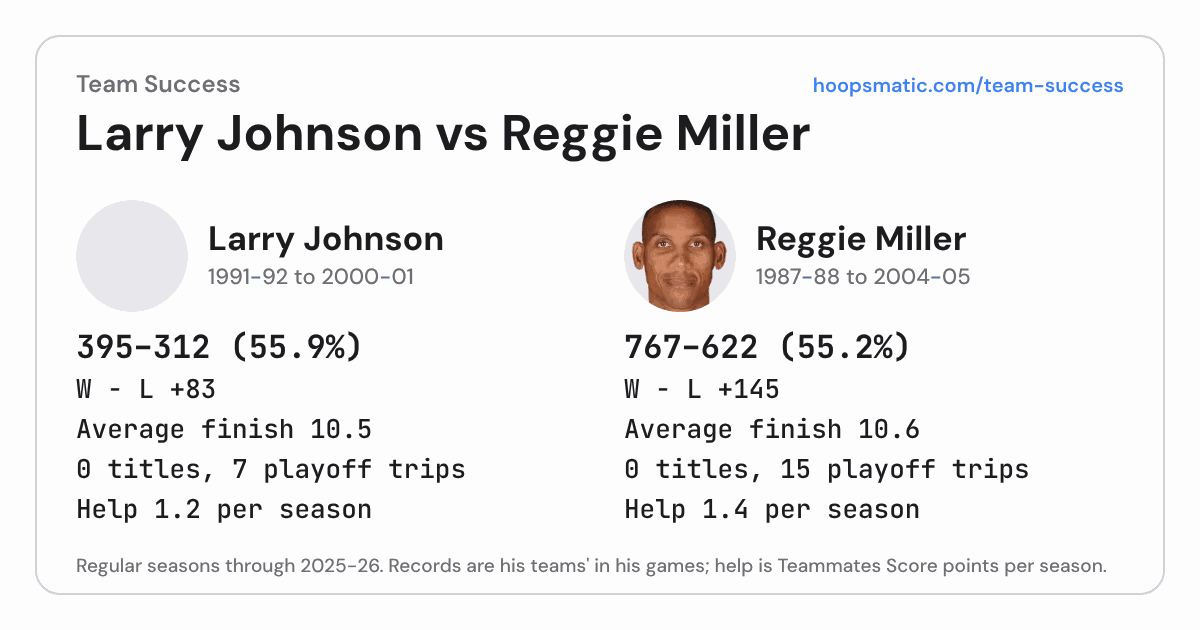 Team Success
hoopsmatic.com/team-success
Larry Johnson vs Reggie Miller
Larry Johnson
1991-92 to 2000-01
395-312 (55.9%)
W - L +83
Average finish 10.5
0 titles, 7 playoff trips
Help 1.2 per season
Reggie Miller
1987-88 to 2004-05
767-622 (55.2%)
W - L +145
Average finish 10.6
0 titles, 15 playoff trips
Help 1.4 per season
Regular seasons through 2025-26. Records are his teams' in his games; help is Teammates Score points per season.